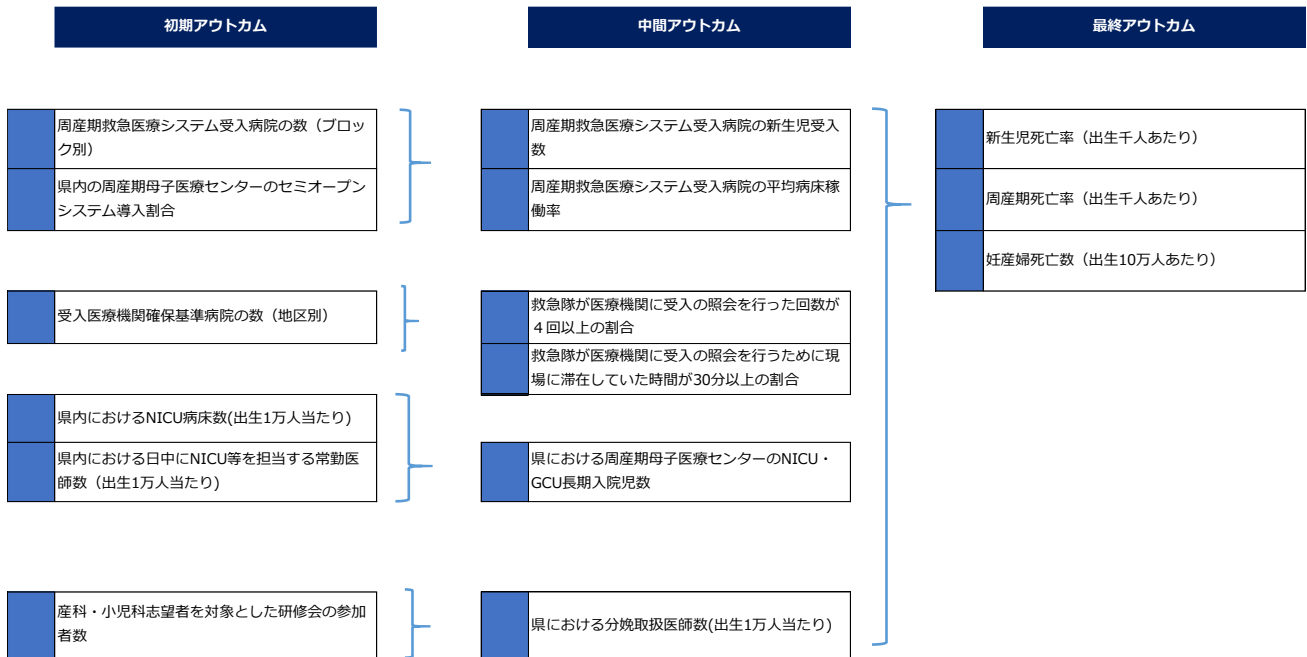 初期アウトカム
中間アウトカム
最終アウトカム
周産期救急医療システム受入病院の数（ブロッ
ク別）
県内の周産期母子医療センターのセミオープン
システム導入割合
周産期救急医療システム受入病院の新生児受入
数
周産期救急医療システム受入病院の平均病床稼
働率
新生児死亡率（出生千人あたり）
周産期死亡率（出生千人あたり）
妊産婦死亡数（出生10万人あたり）
受入医療機関確保基準病院の数（地区別）
救急隊が医療機関に受入の照会を行った回数が
４回以上の割合
救急隊が医療機関に受入の照会を行うために現
場に滞在していた時間が30分以上の割合
県内におけるNICU病床数(出生1万人当たり)
県内における日中にNICU等を担当する常勤医
師数（出生1万人当たり)
県における周産期母子医療センターのNICU・
GCU長期入院児数
産科・小児科志望者を対象とした研修会の参加
者数
県における分娩取扱医師数(出生1万人当たり)